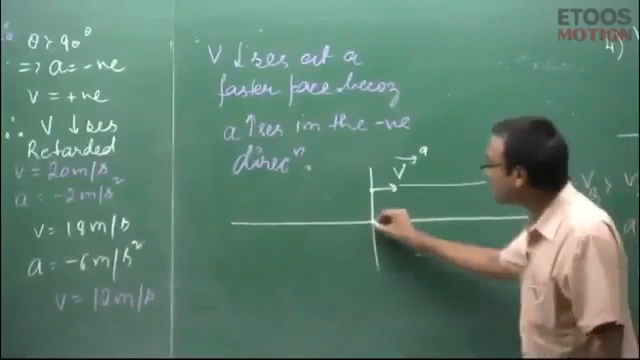 θ > 90°
⇒ a = -ve
v = +ve
∴ V ↓ses
Retarded
v = 20 m/s
a = -2 m/s²
v = 18 m/s
a = -6 m/s²
v = 12 m/s
V ↓ses at a
faster pace becoz
a ↑ses in the -ve
direcⁿ.
a
V
ETOOS
MOTION
4)